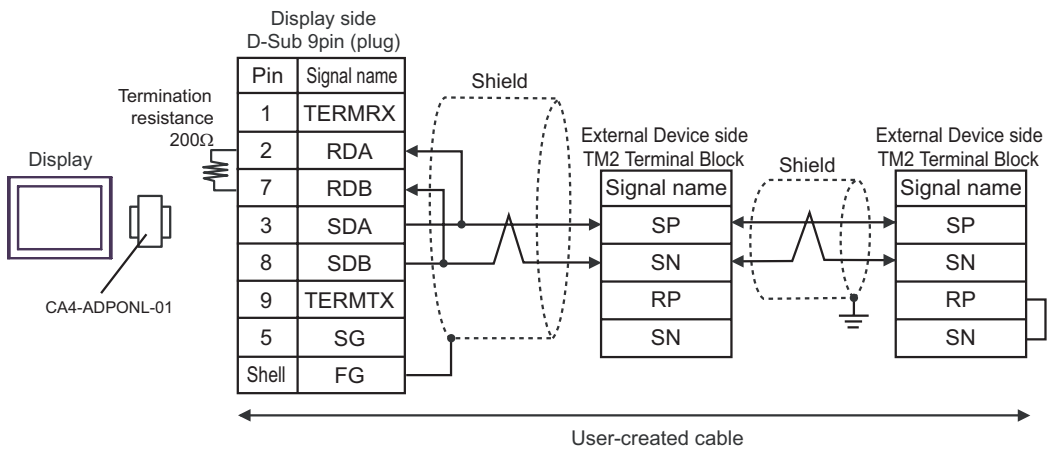 Display side
D-Sub 9pin (plug)
Pin Signal name
1 TERMRX
2 RDA
7 RDB
3 SDA
8 SDB
9 TERMTX
5 SG
Shell FG
Termination
resistance
200Ω
Display
CA4-ADPONL-01
Shield
External Device side
TM2 Terminal Block
Signal name
SP
SN
RP
SN
Shield
External Device side
TM2 Terminal Block
Signal name
SP
SN
RP
SN
User-created cable